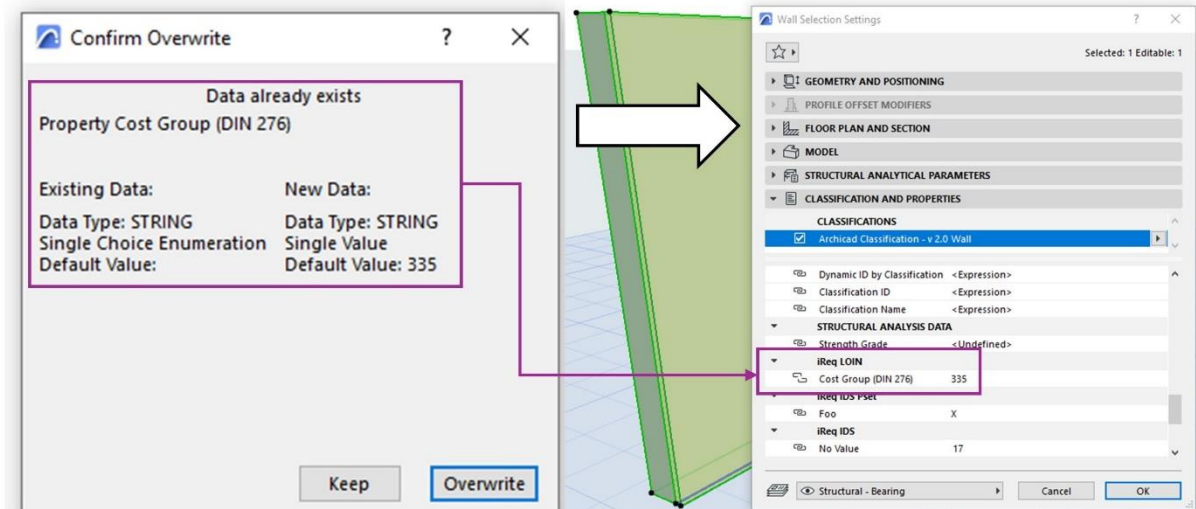 Confirm Overwrite
?
Data already exists
Property Cost Group (DIN 276)
Existing Data: New Data:
Data Type: STRING Data Type: STRING
Single Choice Enumeration Single Value
Default Value: Default Value: 335
Keep Overwrite
Wall Selection Settings ?
Selected: 1 Editable: 1
GEOMETRY AND POSITIONING
PROFILE OFFSET MODIFIERS
FLOOR PLAN AND SECTION
MODEL
STRUCTURAL ANALYTICAL PARAMETERS
CLASSIFICATION AND PROPERTIES
CLASSIFICATIONS
Archicad Classification - v 2.0 Wall
Dynamic ID by Classification <Expression>
Classification ID <Expression>
Classification Name <Expression>
STRUCTURAL ANALYSIS DATA
Strength Grade <Undefined>
iReq LOIN
Cost Group (DIN 276) 335
iReq IDS Pset
Foo X
iReq IDS
No Value 17
Structural - Bearing Cancel OK